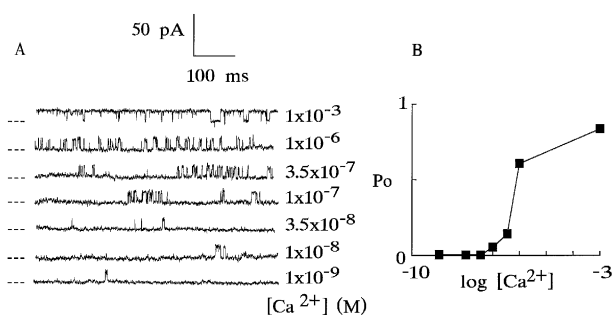 A
50 pA
100 ms
1x10-3
1x10-6
3.5x10-7
1x10-7
3.5x10-8
1x10-8
1x10-9
[Ca 2+] (M)
B
1
Po
0
-10
-2
-3
log [Ca2+]